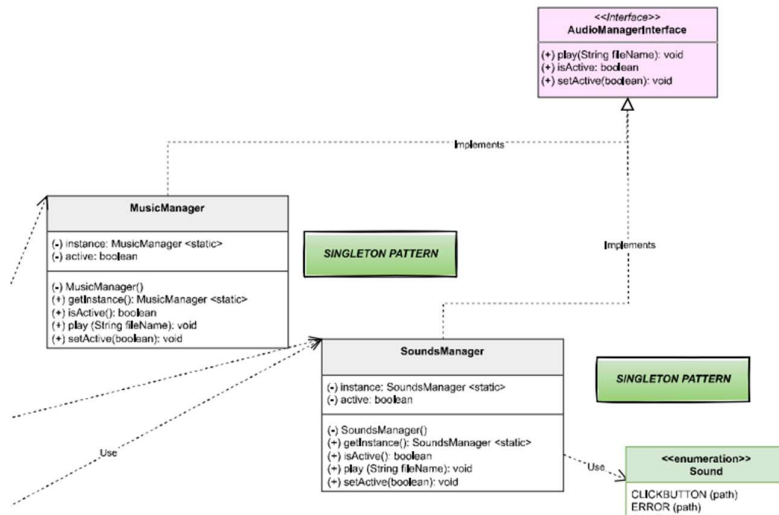 <<Interface>>
AudioManagerInterface
(+) play(String fileName): void
(+) isActive: boolean
(+) setActive(boolean): void
Implements
Implements
MusicManager
(-) instance: MusicManager <static>
(-) active: boolean
(-) MusicManager()
(+) getInstance(): MusicManager <static>
(+) isActive(): boolean
(+) play (String fileName): void
(+) setActive(boolean): void
SINGLETON PATTERN
SoundsManager
(-) instance: SoundsManager <static>
(-) active: boolean
(-) SoundsManager()
(+) getInstance(): SoundsManager <static>
(+) isActive(): boolean
(+) play (String fileName): void
(+) setActive(boolean): void
SINGLETON PATTERN
Use
Use
<<enumeration>>
Sound
CLICKBUTTON (path)
ERROR (path)